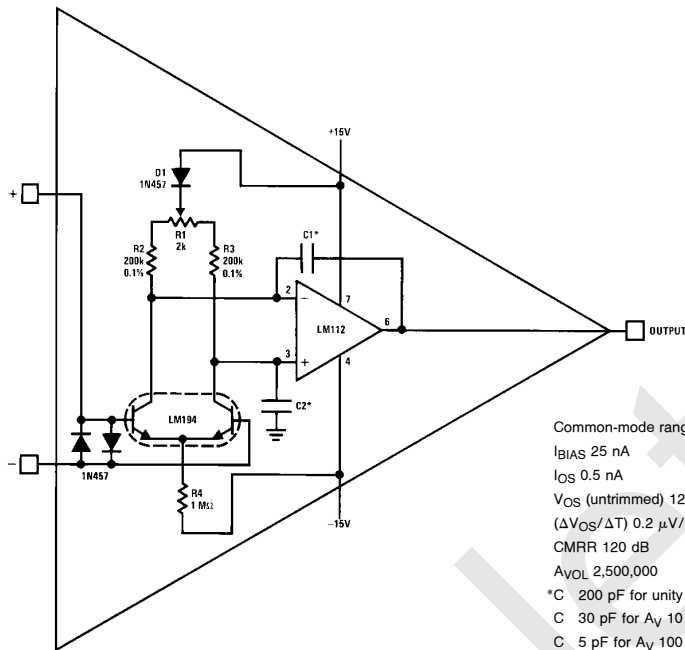 +15V
D1
1N457
+
R1
2k
R2
200k
0.1%
R3
200k
0.1%
C1*
2
−
7
LM112
6
OUTPUT
3
+
4
C2*
LM194
−
1N457
R4
1 MΩ
−15V
Common-mode rang
IBIAS 25 nA
IOS 0.5 nA
VOS (untrimmed) 12
(ΔVOS/ΔT) 0.2 μV/
CMRR 120 dB
AVOL 2,500,000
*C 200 pF for unity
C 30 pF for AV 10
C 5 pF for AV 100